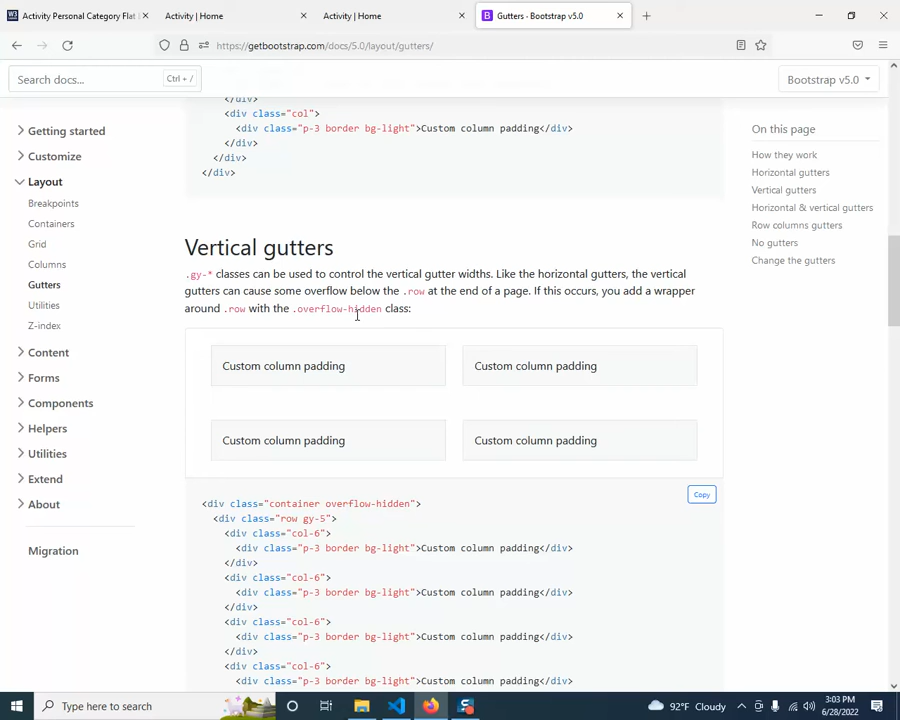 Activity Personal Category Flat
Activity | Home
Activity | Home
Gutters · Bootstrap v5.0
https://getbootstrap.com/docs/5.0/layout/gutters/
Search docs...
Ctrl + /
Bootstrap v5.0
Getting started
Customize
Layout
Breakpoints
Containers
Grid
Columns
Gutters
Utilities
Z-index
Content
Forms
Components
Helpers
Utilities
Extend
About
Migration
</div>
<div class="col">
<div class="p-3 border bg-light">Custom column padding</div>
</div>
</div>
</div>
Vertical gutters
.gy-* classes can be used to control the vertical gutter widths. Like the horizontal gutters, the vertical
gutters can cause some overflow below the .row at the end of a page. If this occurs, you add a wrapper
around .row with the .overflow-hidden class:
Custom column padding
Custom column padding
Custom column padding
Custom column padding
Copy
<div class="container overflow-hidden">
<div class="row gy-5">
<div class="col-6">
<div class="p-3 border bg-light">Custom column padding</div>
</div>
<div class="col-6">
<div class="p-3 border bg-light">Custom column padding</div>
</div>
<div class="col-6">
<div class="p-3 border bg-light">Custom column padding</div>
</div>
<div class="col-6">
<div class="p-3 border bg-light">Custom column padding</div>
On this page
How they work
Horizontal gutters
Vertical gutters
Horizontal & vertical gutters
Row columns gutters
No gutters
Change the gutters
Type here to search
92°F Cloudy
3:03 PM
6/28/2022